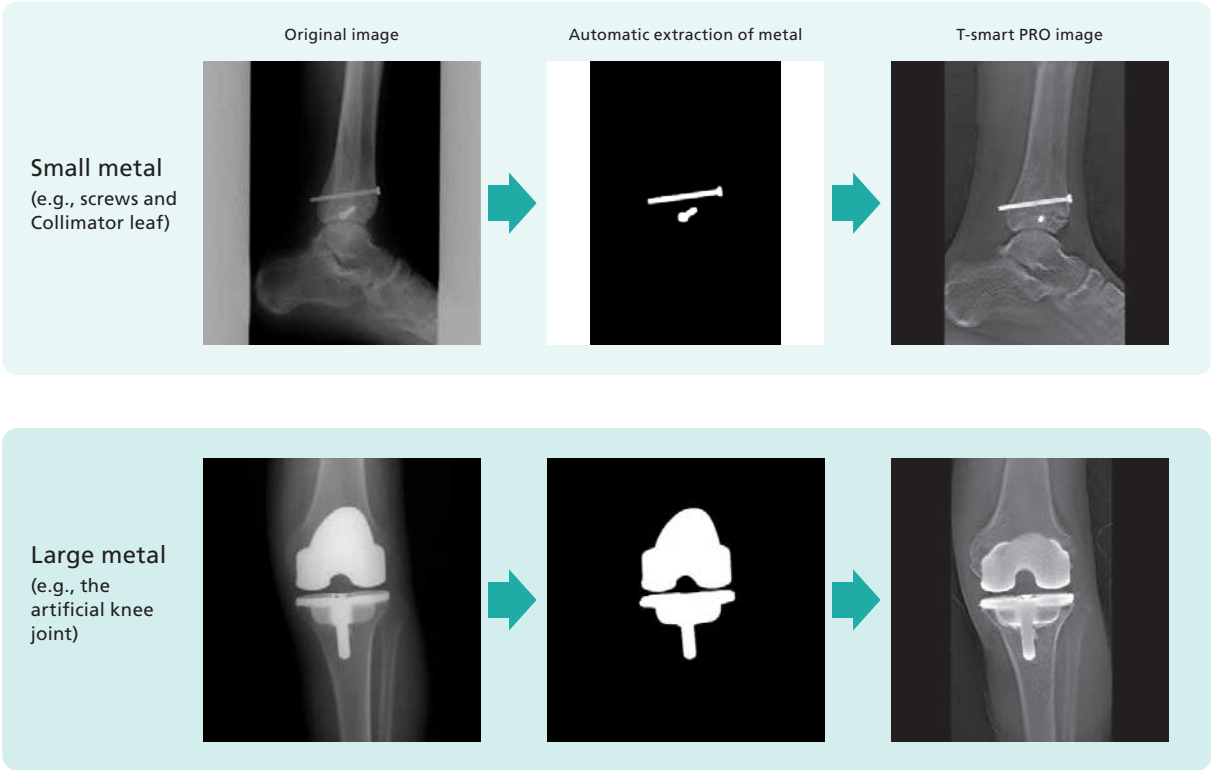 Original image
Automatic extraction of metal
T-smart PRO image
Small metal
(e.g., screws and
Collimator leaf)
Large metal
(e.g., the
artificial knee
joint)